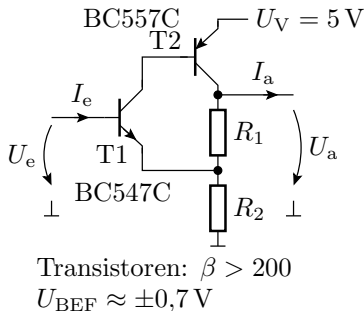 BC557C
T2
U_V = 5 V
I_e
I_a
U_e
T1
R_1
U_a
BC547C
R_2
Transistoren: β > 200
U_BEF ≈ ±0,7 V